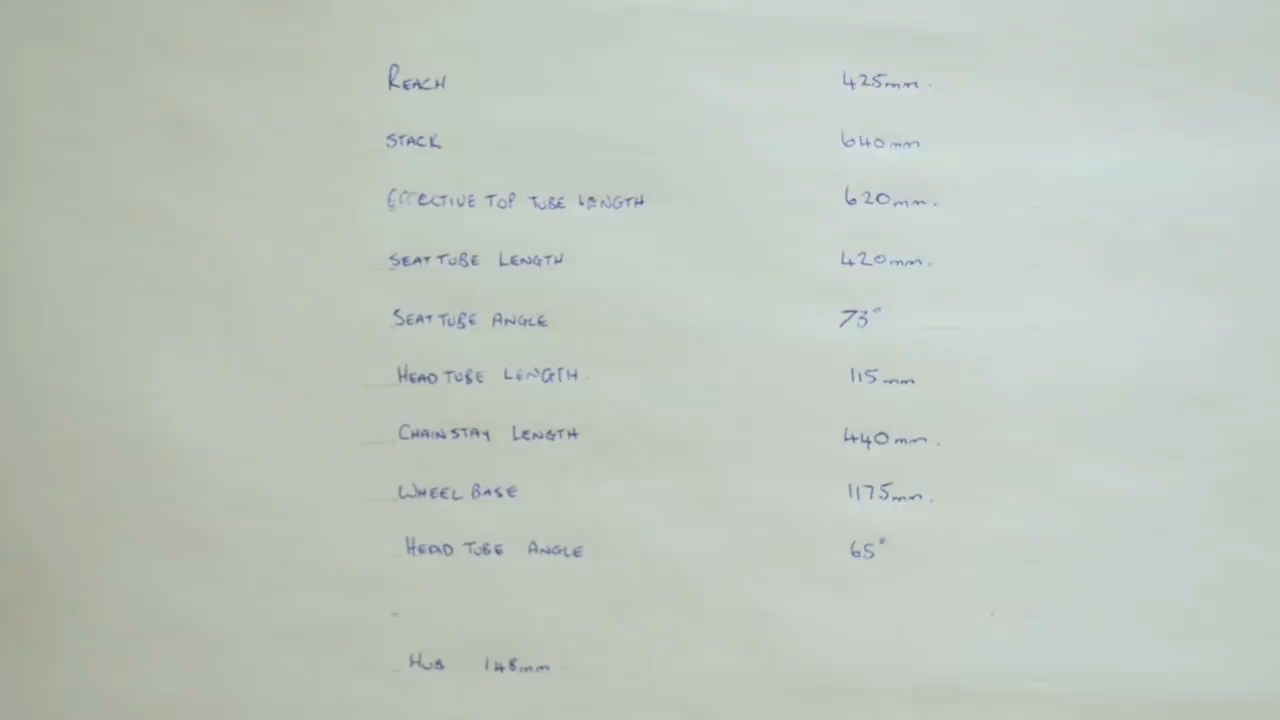 REACH 425mm.
STACK 640mm
EFFECTIVE TOP TUBE LENGTH 620mm.
SEAT TUBE LENGTH 420mm.
SEAT TUBE ANGLE 73°
HEAD TUBE LENGTH. 115mm
CHAINSTAY LENGTH 440mm.
WHEEL BASE 1175mm.
HEAD TUBE ANGLE 65°
HUB 148mm